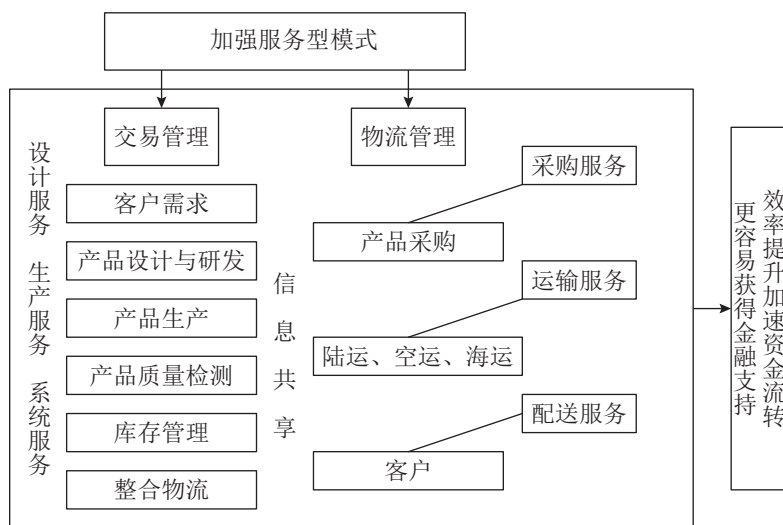 加强服务型模式
交易管理
物流管理
设计服务 生产服务 系统服务
客户需求
产品设计与研发
产品生产
产品质量检测
库存管理
整合物流
信息共享
采购服务
产品采购
运输服务
陆运、空运、海运
配送服务
客户
效率提升加速资金流转
更容易获得金融支持